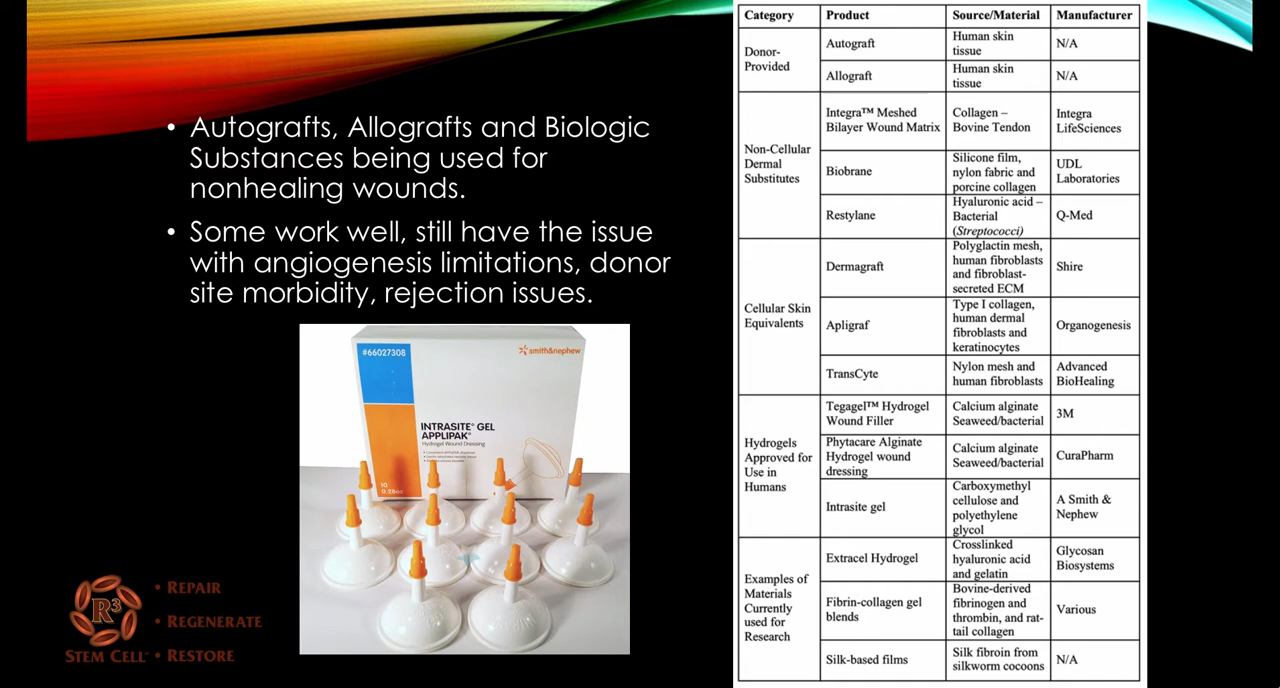 • Autografts, Allografts and Biologic
Substances being used for
nonhealing wounds.
• Some work well, still have the issue
with angiogenesis limitations, donor
site morbidity, rejection issues.
#66027308
smith&nephew
INTRASITE® GEL
APPLIPAK®
Hydrogel Wound Dressing
10
0.28oz
R³
STEM CELL
• REPAIR
• REGENERATE
• RESTORE
Category Product Source/Material Manufacturer
Donor-
Provided
Autograft
Human skin
tissue
N/A
Allograft
Human skin
tissue
N/A
Non-Cellular
Dermal
Substitutes
Integra™ Meshed
Bilayer Wound Matrix
Collagen –
Bovine Tendon
Integra
LifeSciences
Biobrane
Silicone film,
nylon fabric and
porcine collagen
UDL
Laboratories
Restylane
Hyaluronic acid –
Bacterial
(Streptococci)
Q-Med
Cellular Skin
Equivalents
Dermagraft
Polyglactin mesh,
human fibroblasts
and fibroblast-
secreted ECM
Shire
Apligraf
Type I collagen,
human dermal
fibroblasts and
keratinocytes
Organogenesis
TransCyte
Nylon mesh and
human fibroblasts
Advanced
BioHealing
Hydrogels
Approved for
Use in
Humans
Tegagel™ Hydrogel
Wound Filler
Calcium alginate
Seaweed/bacterial
3M
Phytacare Alginate
Hydrogel wound
dressing
Calcium alginate
Seaweed/bacterial
CuraPharm
Intrasite gel
Carboxymethyl
cellulose and
polyethylene
glycol
A Smith &
Nephew
Examples of
Materials
Currently
used for
Research
Extracel Hydrogel
Crosslinked
hyaluronic acid
and gelatin
Glycosan
Biosystems
Fibrin-collagen gel
blends
Bovine-derived
fibrinogen and
thrombin, and rat-
tail collagen
Various
Silk-based films
Silk fibroin from
silkworm cocoons
N/A